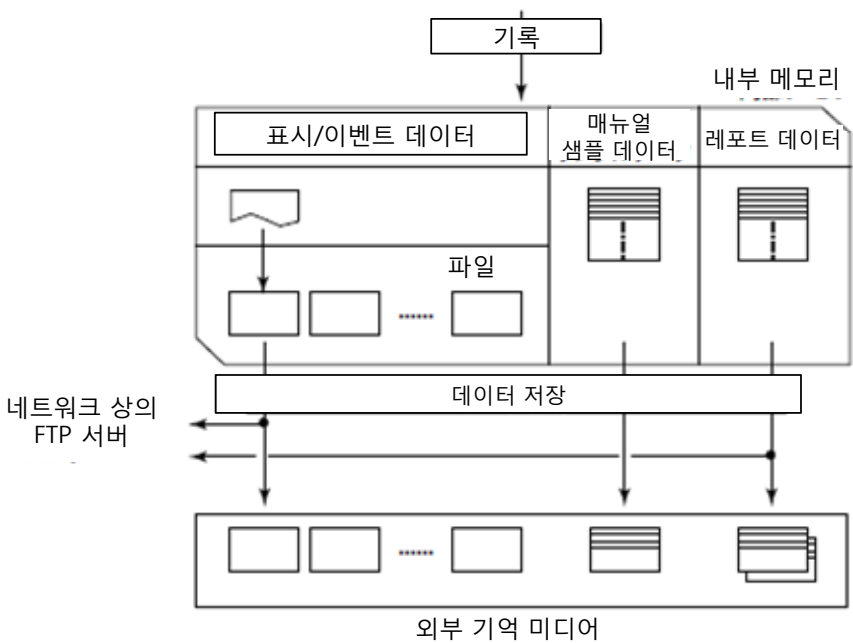 기록
내부 메모리
표시/이벤트 데이터
매뉴얼
샘플 데이터
레포트 데이터
파일
데이터 저장
네트워크 상의
FTP 서버
외부 기억 미디어